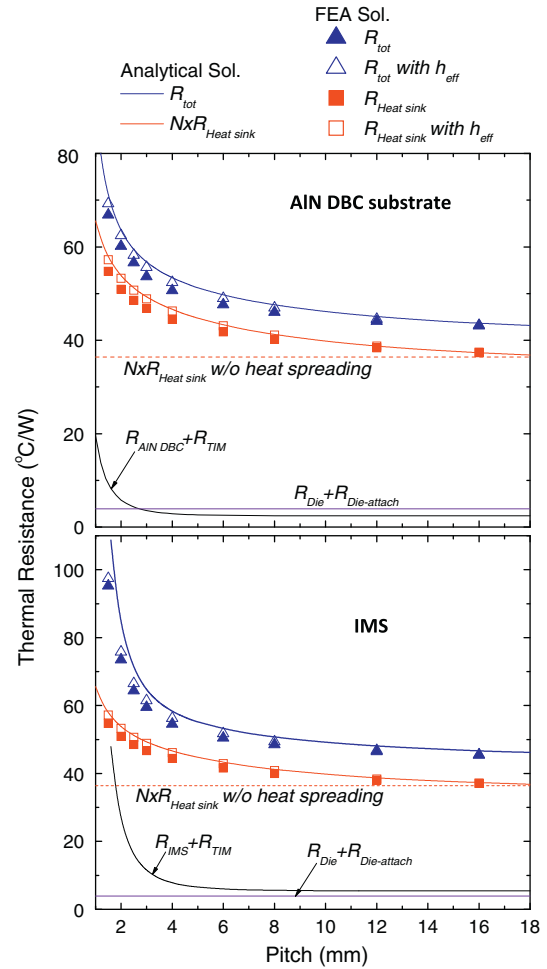 FEA Sol.
R_tot
R_tot with h_eff
R_Heat sink
R_Heat sink with h_eff
Analytical Sol.
R_tot
NxR_Heat sink
AlN DBC substrate
80
60
40
20
0
NxR_Heat sink w/o heat spreading
R_AlN DBC+R_TIM
R_Die+R_Die-attach
Thermal Resistance (°C/W)
IMS
100
80
60
40
20
0
NxR_Heat sink w/o heat spreading
R_IMS+R_TIM
R_Die+R_Die-attach
2 4 6 8 10 12 14 16 18
Pitch (mm)